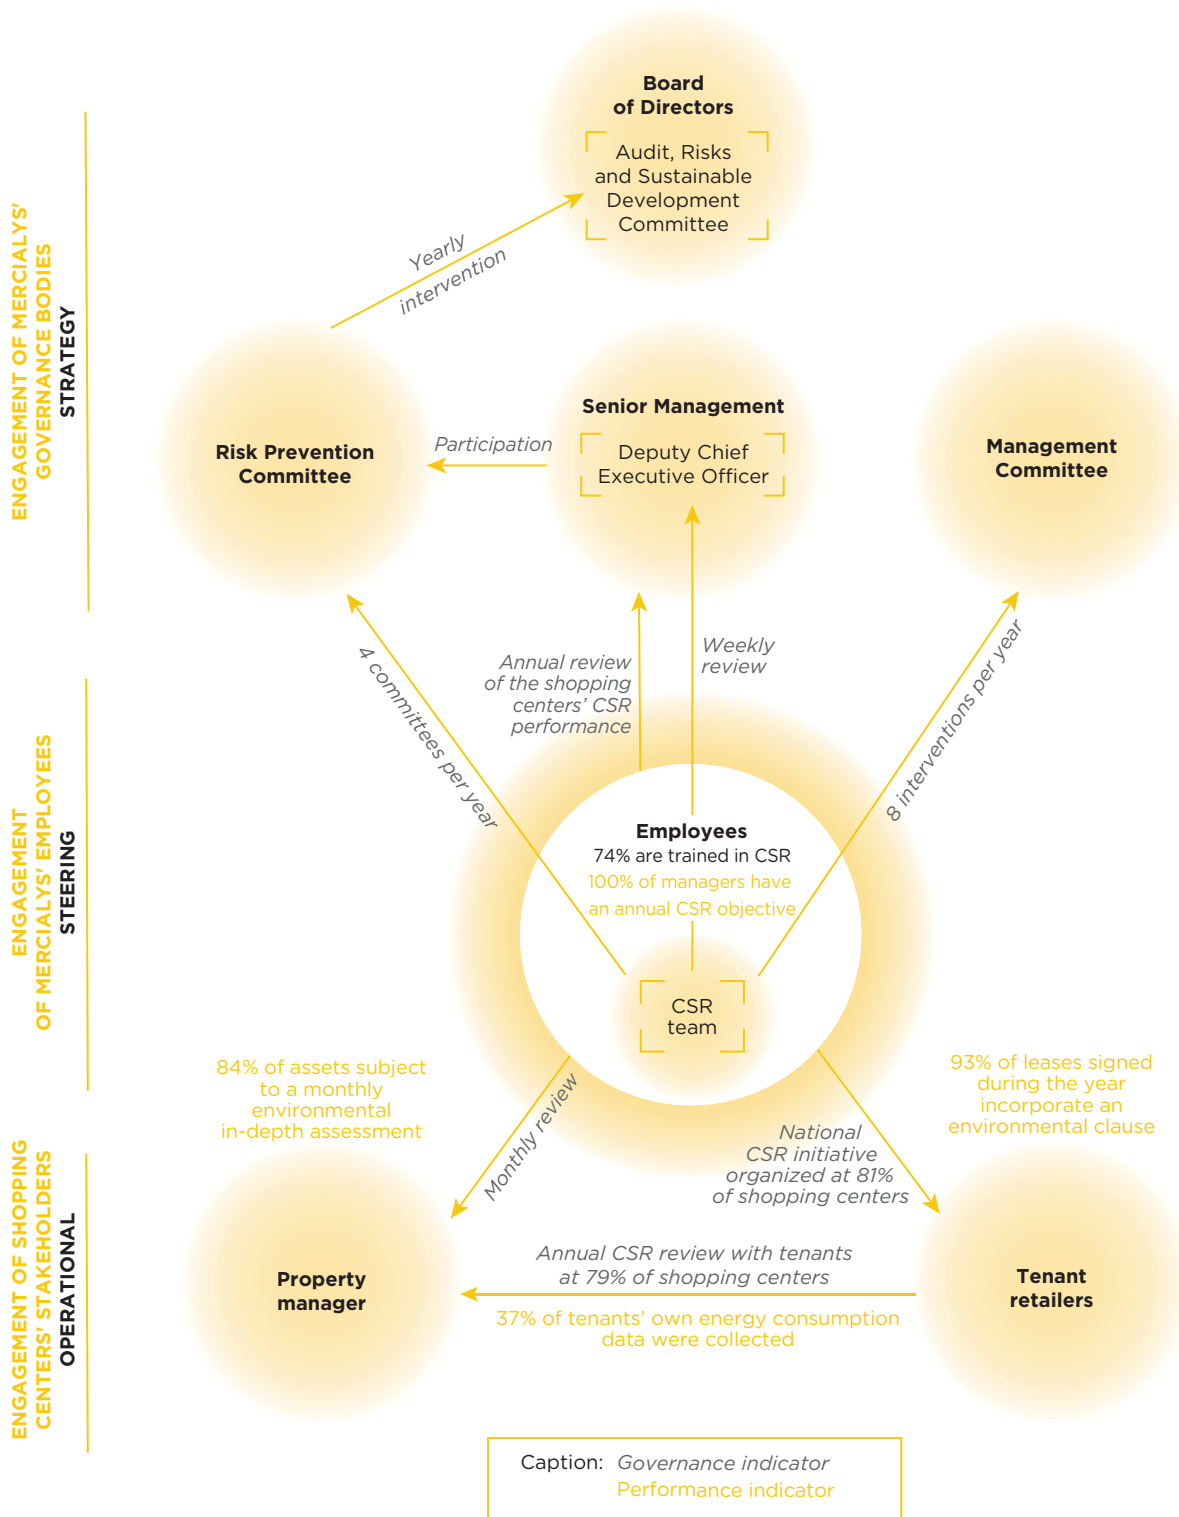 ENGAGEMENT OF MERCIALYS'
GOVERNANCE BODIES
STRATEGY
Board
of Directors
Audit, Risks
and Sustainable
Development
Committee
Yearly
intervention
Risk Prevention
Committee
Participation
Senior Management
Deputy Chief
Executive Officer
Management
Committee
ENGAGEMENT
OF MERCIALYS' EMPLOYEES
STEERING
4 committees per year
Annual review
of the shopping
centers’ CSR
performance
Weekly
review
8 interventions per year
Employees
74% are trained in CSR
100% of managers have
an annual CSR objective
CSR
team
ENGAGEMENT OF SHOPPING
CENTERS' STAKEHOLDERS
OPERATIONAL
84% of assets subject
to a monthly
environmental
in-depth assessment
Monthly review
National
CSR initiative
organized at 81%
of shopping centers
93% of leases signed
during the year
incorporate an
environmental clause
Property
manager
Annual CSR review with tenants
at 79% of shopping centers
37% of tenants’ own energy consumption
data were collected
Tenant
retailers
Caption: Governance indicator
Performance indicator